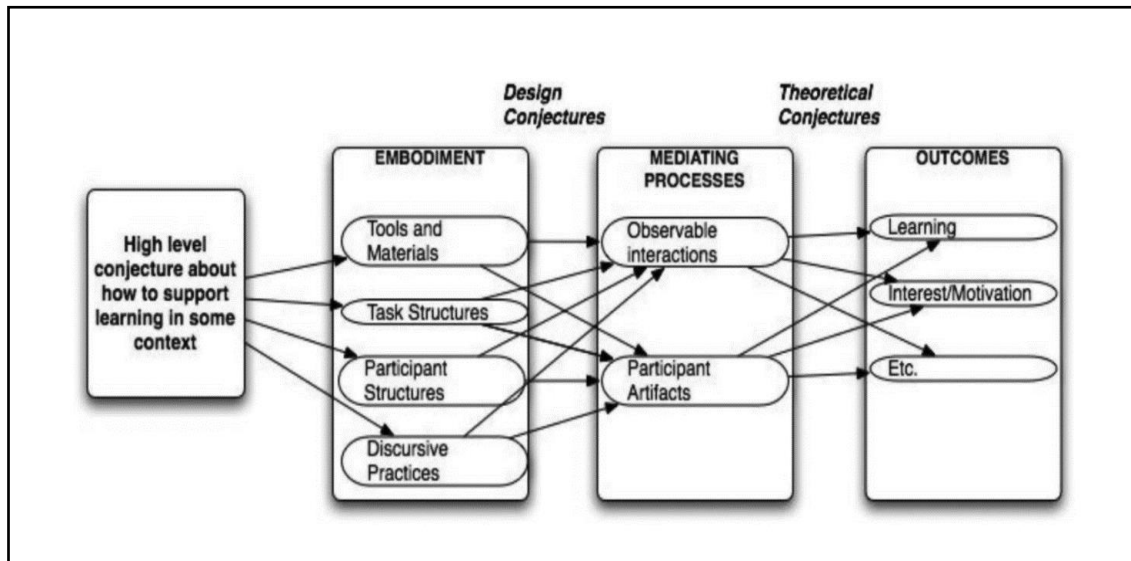 Design
Conjectures
Theoretical
Conjectures
High level
conjecture about
how to support
learning in some
context
EMBODIMENT
Tools and
Materials
Task Structures
Participant
Structures
Discursive
Practices
MEDIATING
PROCESSES
Observable
interactions
Participant
Artifacts
OUTCOMES
Learning
Interest/Motivation
Etc.